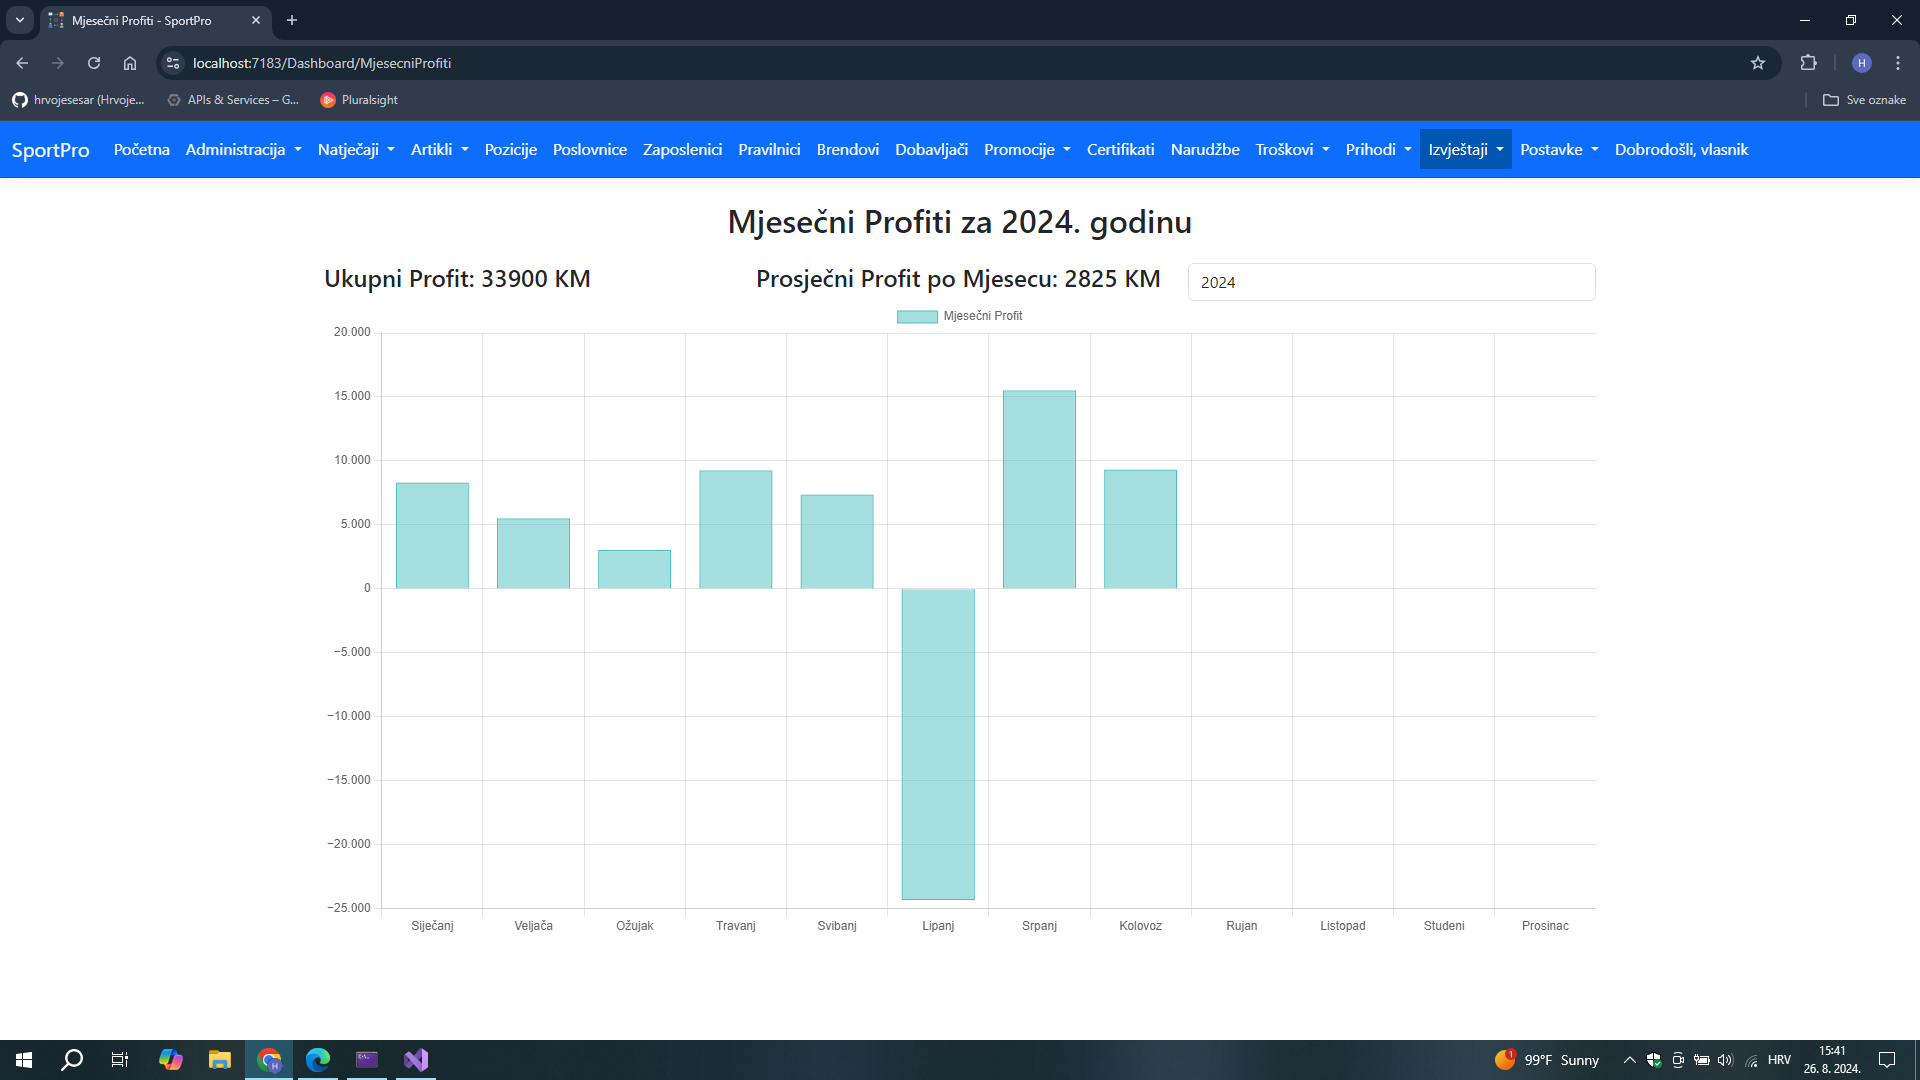 Mjesečni Profiti - SportPro
localhost:7183/Dashboard/MjesecniProfiti
H
hrvojesesar (Hrvoje...
APIs & Services – G...
Pluralsight
Sve oznake
SportPro Početna Administracija Natječaji Artikli Pozicije Poslovnice Zaposlenici Pravilnici Brendovi Dobavljači Promocije Certifikati Narudžbe Troškovi Prihodi Izvještaji Postavke Dobrodošli, vlasnik
Mjesečni Profiti za 2024. godinu
Ukupni Profit: 33900 KM
Prosječni Profit po Mjesecu: 2825 KM
2024
Mjesečni Profit
20.000
15.000
10.000
5.000
0
−5.000
−10.000
−15.000
−20.000
−25.000
Siječanj Veljača Ožujak Travanj Svibanj Lipanj Srpanj Kolovoz Rujan Listopad Studeni Prosinac
H
1
99°F Sunny
HRV
15:41
26. 8. 2024.